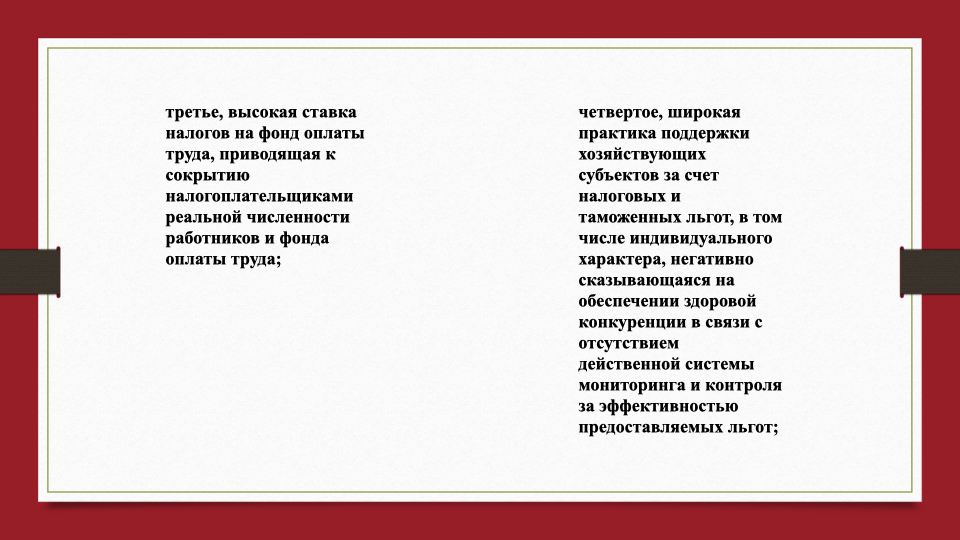 третье, высокая ставка
налогов на фонд оплаты
труда, приводящая к
сокрытию
налогоплательщиками
реальной численности
работников и фонда
оплаты труда;
четвертое, широкая
практика поддержки
хозяйствующих
субъектов за счет
налоговых и
таможенных льгот, в том
числе индивидуального
характера, негативно
сказывающаяся на
обеспечении здоровой
конкуренции в связи с
отсутствием
действенной системы
мониторинга и контроля
за эффективностью
предоставляемых льгот;